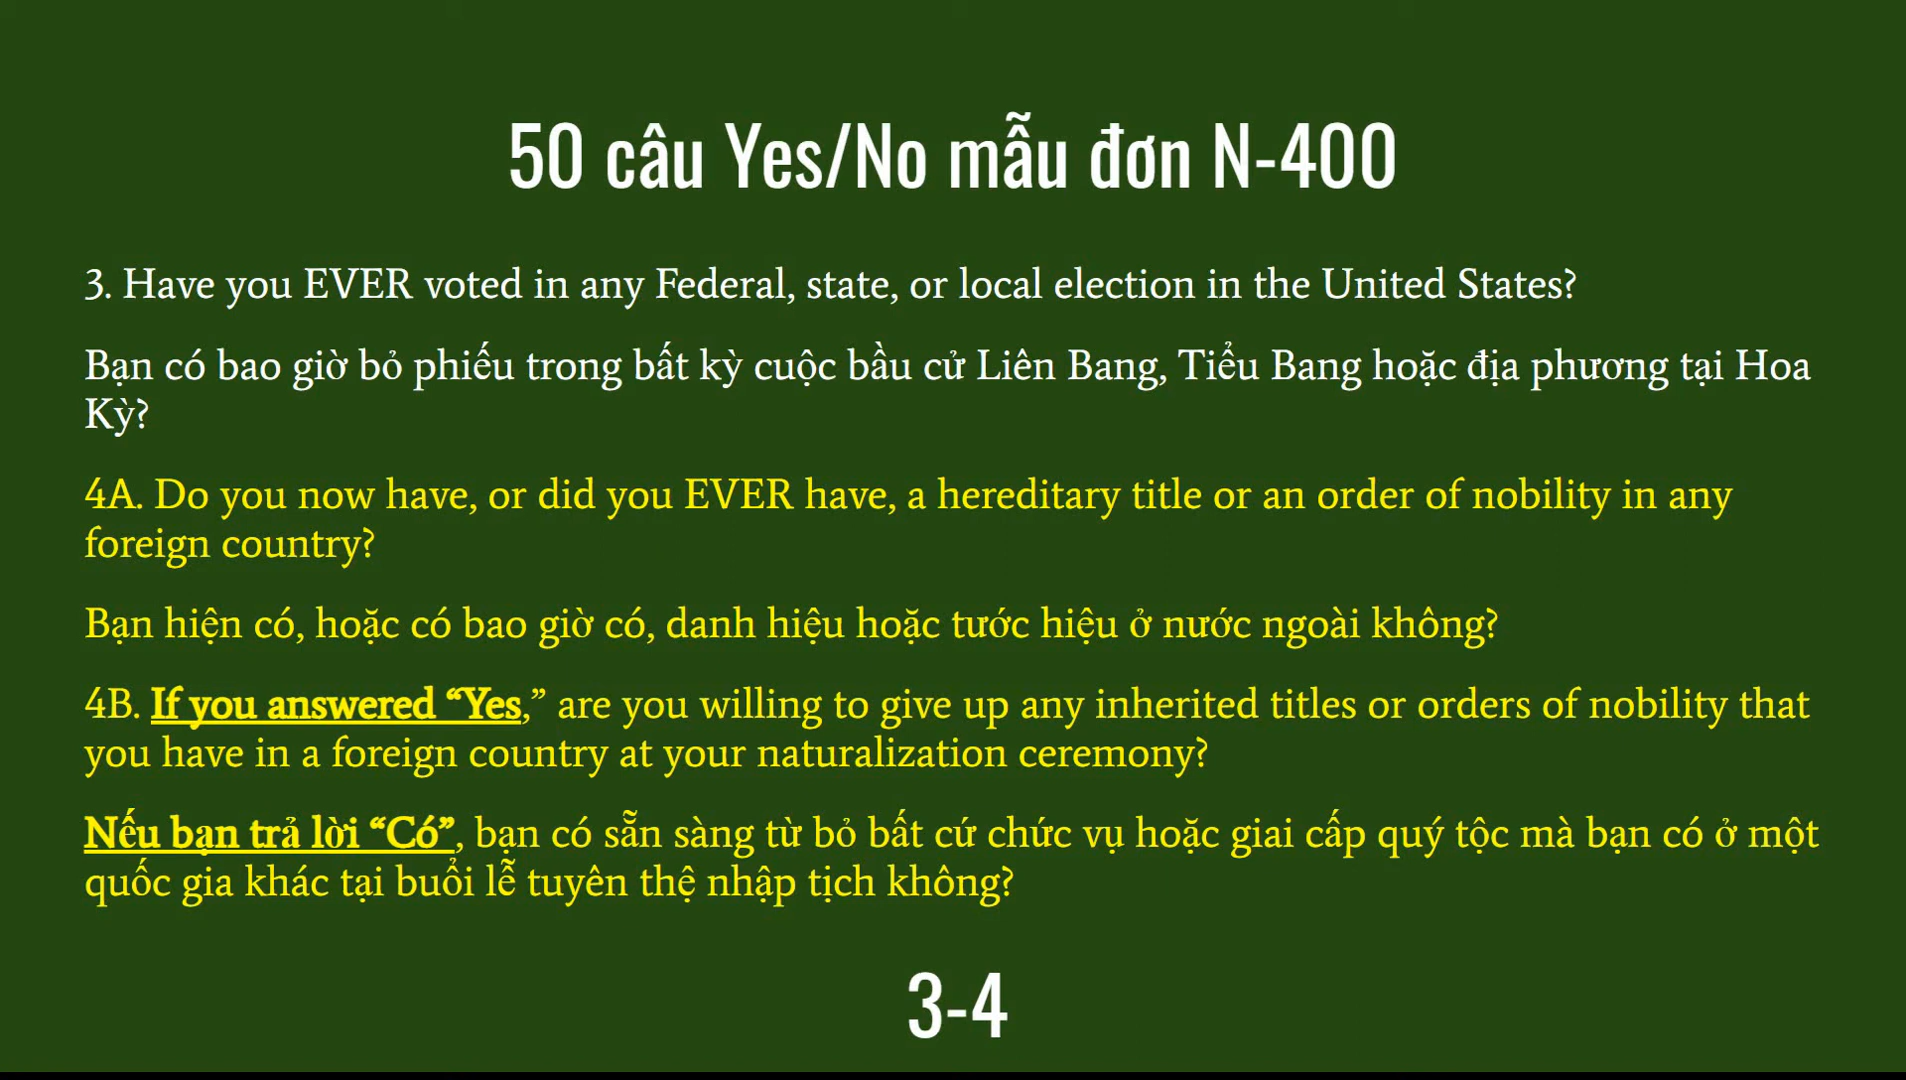 50 câu Yes/No mẫu đơn N-400
3. Have you EVER voted in any Federal, state, or local election in the United States?
Bạn có bao giờ bỏ phiếu trong bất kỳ cuộc bầu cử Liên Bang, Tiểu Bang hoặc địa phương tại Hoa
Kỳ?
4A. Do you now have, or did you EVER have, a hereditary title or an order of nobility in any
foreign country?
Bạn hiện có, hoặc có bao giờ có, danh hiệu hoặc tước hiệu ở nước ngoài không?
4B. If you answered “Yes,” are you willing to give up any inherited titles or orders of nobility that
you have in a foreign country at your naturalization ceremony?
Nếu bạn trả lời “Có”, bạn có sẵn sàng từ bỏ bất cứ chức vụ hoặc giai cấp quý tộc mà bạn có ở một
quốc gia khác tại buổi lễ tuyên thệ nhập tịch không?
3-4